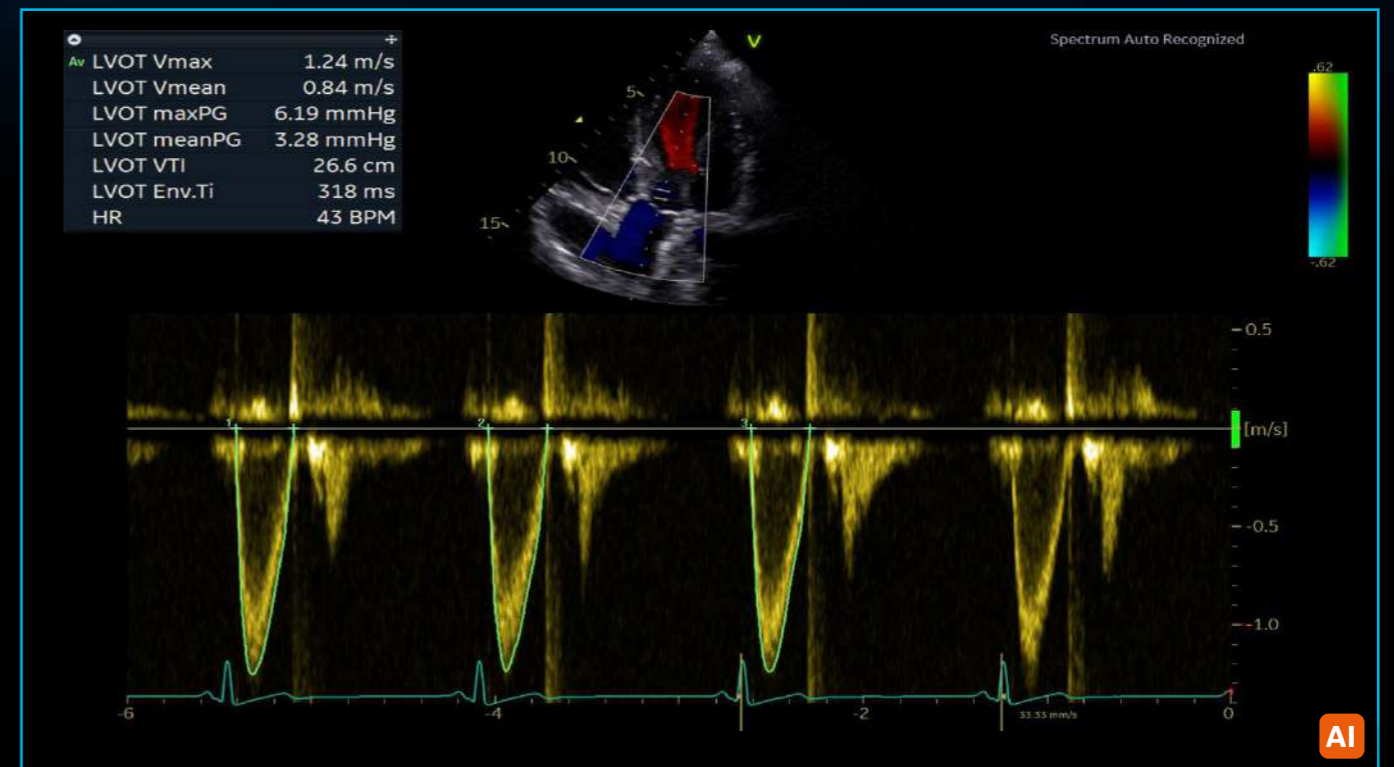 Av LVOT Vmax 1.24 m/s
LVOT Vmean 0.84 m/s
LVOT maxPG 6.19 mmHg
LVOT meanPG 3.28 mmHg
LVOT VTI 26.6 cm
LVOT Env.Ti 318 ms
HR 43 BPM
V
5
10
15
Spectrum Auto Recognized
.62
-.62
0.5
[m/s]
-0.5
-1.0
1
2
3
-6
-4
-2
0
33.33 mm/s
AI